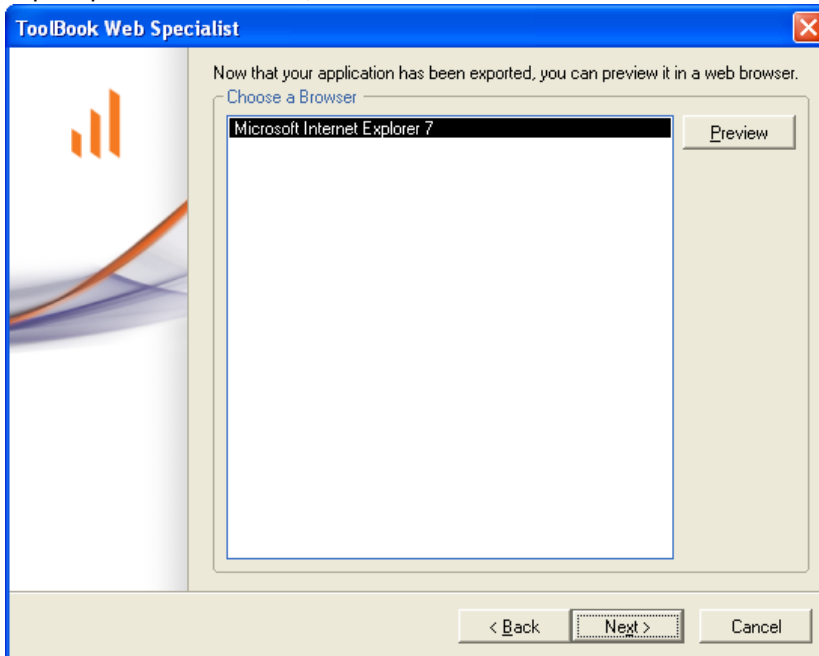 ToolBook Web Specialist
Now that your application has been exported, you can preview it in a web browser.
Choose a Browser
Microsoft Internet Explorer 7
Preview
< Back
Next >
Cancel